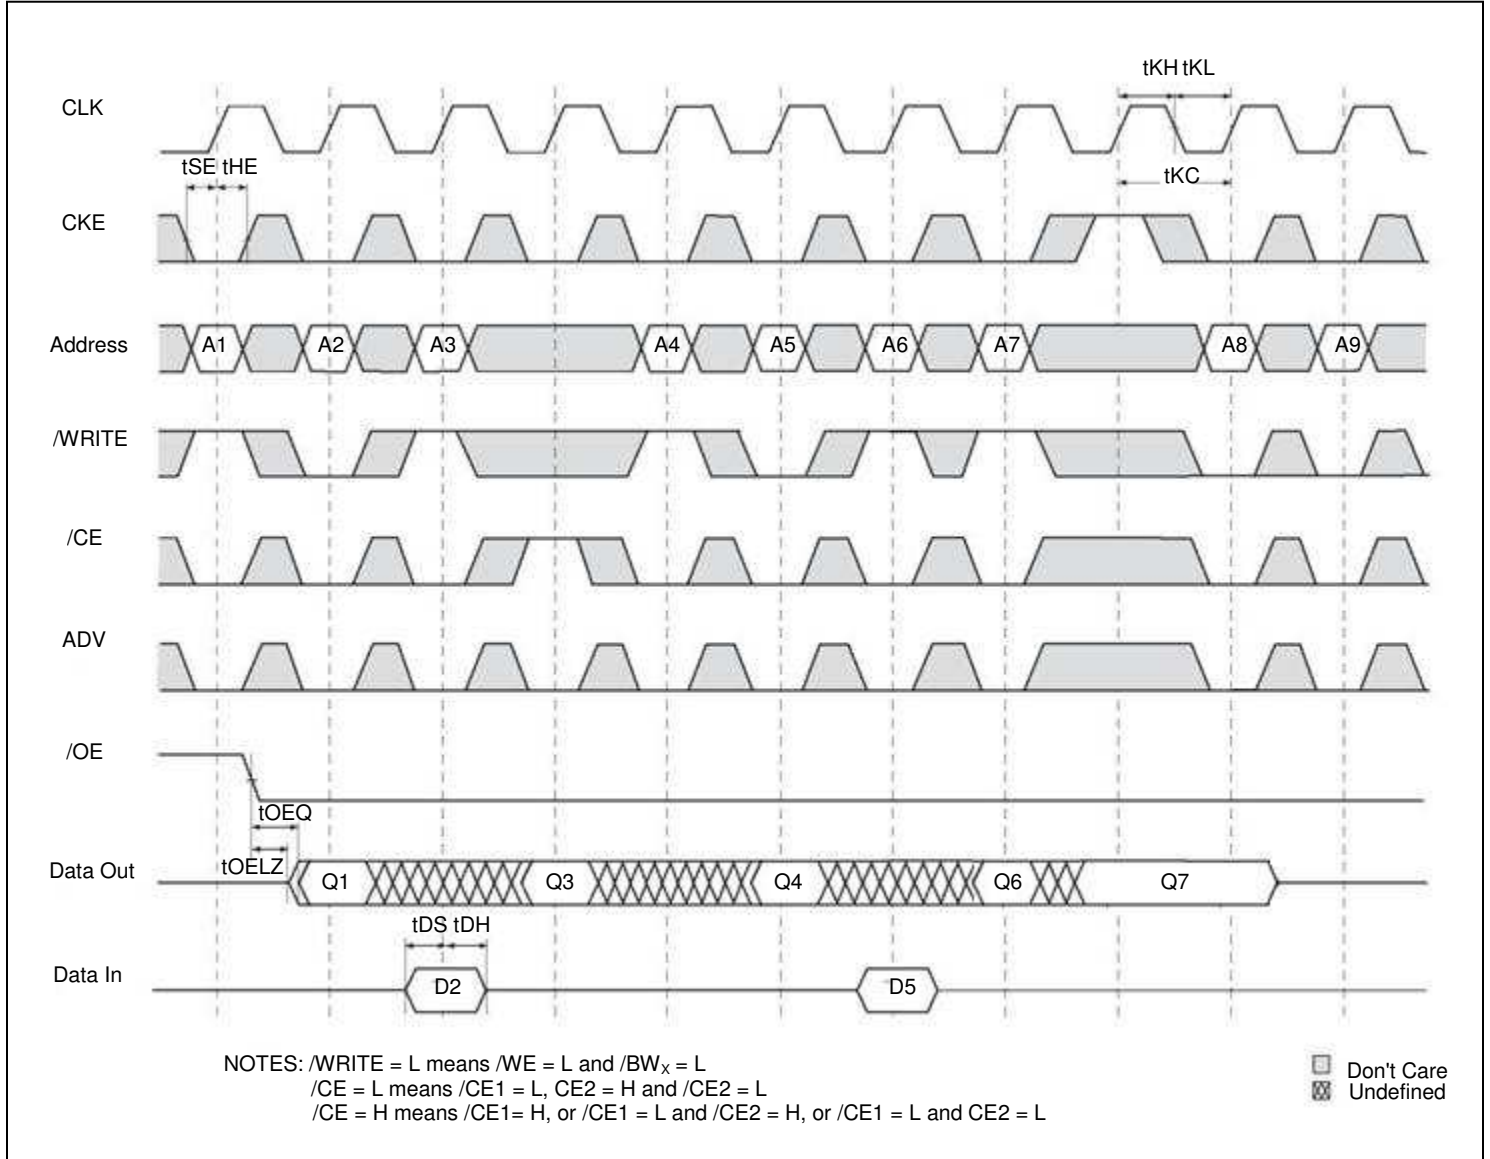 tKH tKL
CLK
tSE tHE
tKC
CKE
Address A1 A2 A3 A4 A5 A6 A7 A8 A9
/WRITE
/CE
ADV
/OE
tOEQ
tOELZ
Data Out Q1 Q3 Q4 Q6 Q7
tDS tDH
Data In D2 D5
NOTES: /WRITE = L means /WE = L and /BWX = L
/CE = L means /CE1 = L, CE2 = H and /CE2 = L
/CE = H means /CE1= H, or /CE1 = L and /CE2 = H, or /CE1 = L and CE2 = L
Don't Care
Undefined